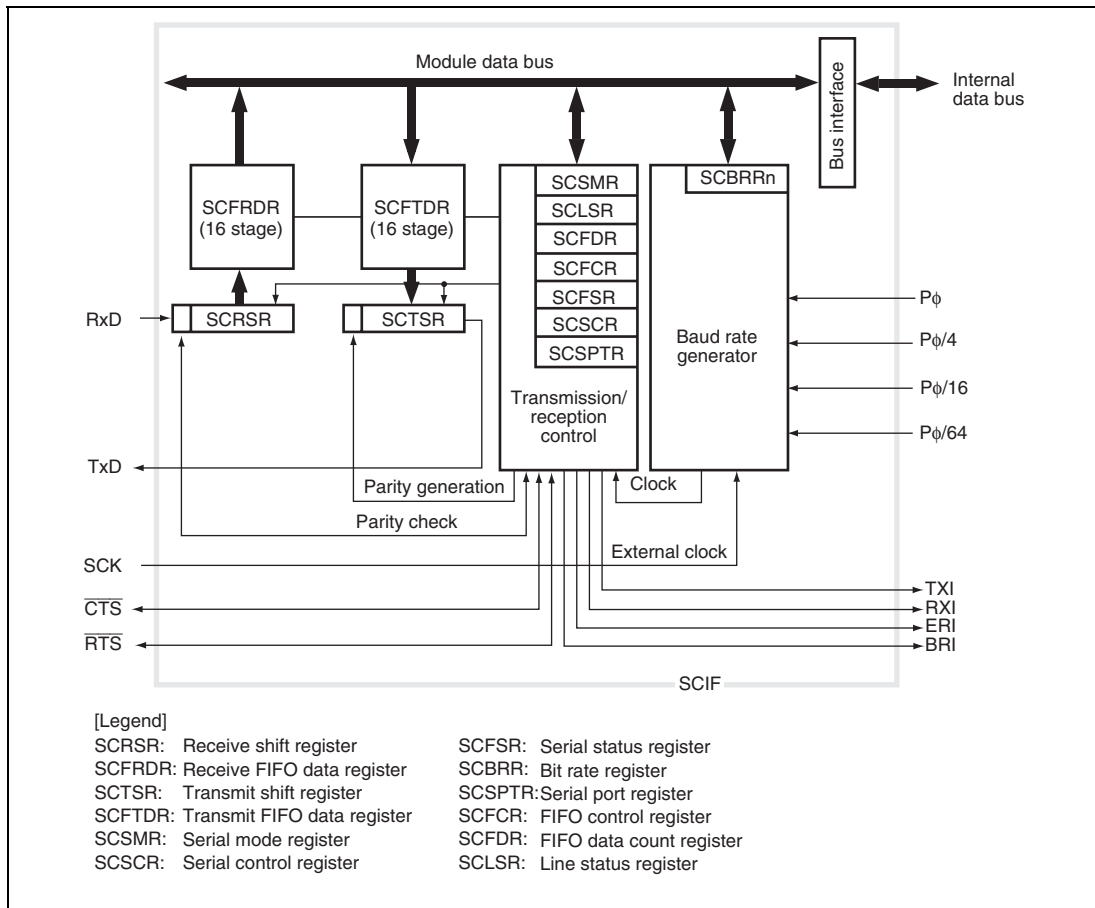 Module data bus
Bus interface
Internal
data bus
SCFRDR
(16 stage)
SCFTDR
(16 stage)
SCSMR
SCLSR
SCFDR
SCFCR
SCFSR
SCSCR
SCSPTR
Transmission/
reception
control
SCBRRn
Baud rate
generator
RxD
SCRSR
SCTSR
Pϕ
Pϕ/4
Pϕ/16
Pϕ/64
TxD
Parity generation
Clock
Parity check
SCK
External clock
C̅T̅S̅
R̅T̅S̅
TXI
RXI
ERI
BRI
SCIF
[Legend]
SCRSR: Receive shift register
SCFRDR: Receive FIFO data register
SCTSR: Transmit shift register
SCFTDR: Transmit FIFO data register
SCSMR: Serial mode register
SCSCR: Serial control register
SCFSR: Serial status register
SCBRR: Bit rate register
SCSPTR:Serial port register
SCFCR: FIFO control register
SCFDR: FIFO data count register
SCLSR: Line status register